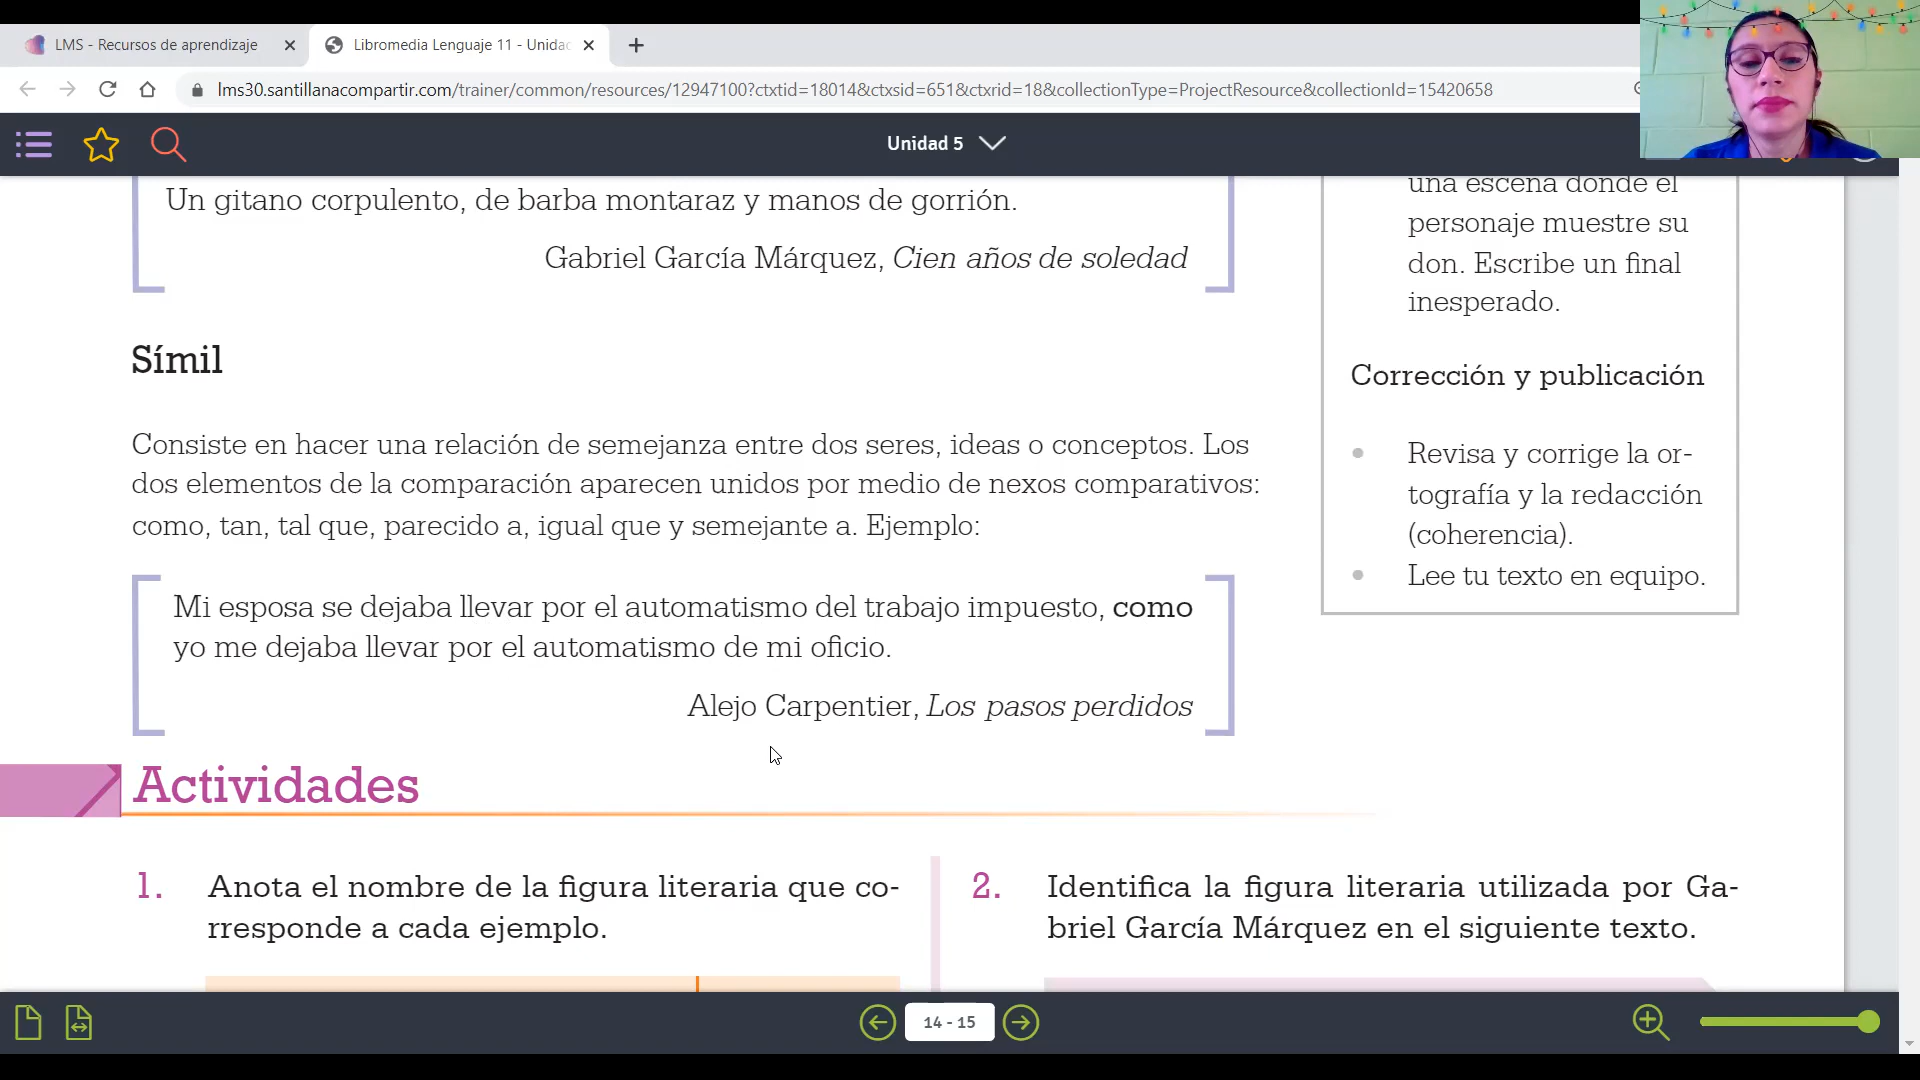 LMS - Recursos de aprendizaje
Libromedia Lenguaje 11 - Unidad
lms30.santillanacompartir.com/trainer/common/resources/12947100?ctxtid=18014&ctxsid=651&ctxrid=18&collectionType=ProjectResource&collectionId=15420658
Unidad 5
Un gitano corpulento, de barba montaraz y manos de gorrión.
Gabriel García Márquez, Cien años de soledad
Símil
Consiste en hacer una relación de semejanza entre dos seres, ideas o conceptos. Los
dos elementos de la comparación aparecen unidos por medio de nexos comparativos:
como, tan, tal que, parecido a, igual que y semejante a. Ejemplo:
Mi esposa se dejaba llevar por el automatismo del trabajo impuesto, como
yo me dejaba llevar por el automatismo de mi oficio.
Alejo Carpentier, Los pasos perdidos
una escena donde el
personaje muestre su
don. Escribe un final
inesperado.
Corrección y publicación
• Revisa y corrige la or-
tografía y la redacción
(coherencia).
• Lee tu texto en equipo.
Actividades
1. Anota el nombre de la figura literaria que co-
rresponde a cada ejemplo.
2. Identifica la figura literaria utilizada por Ga-
briel García Márquez en el siguiente texto.
14 - 15